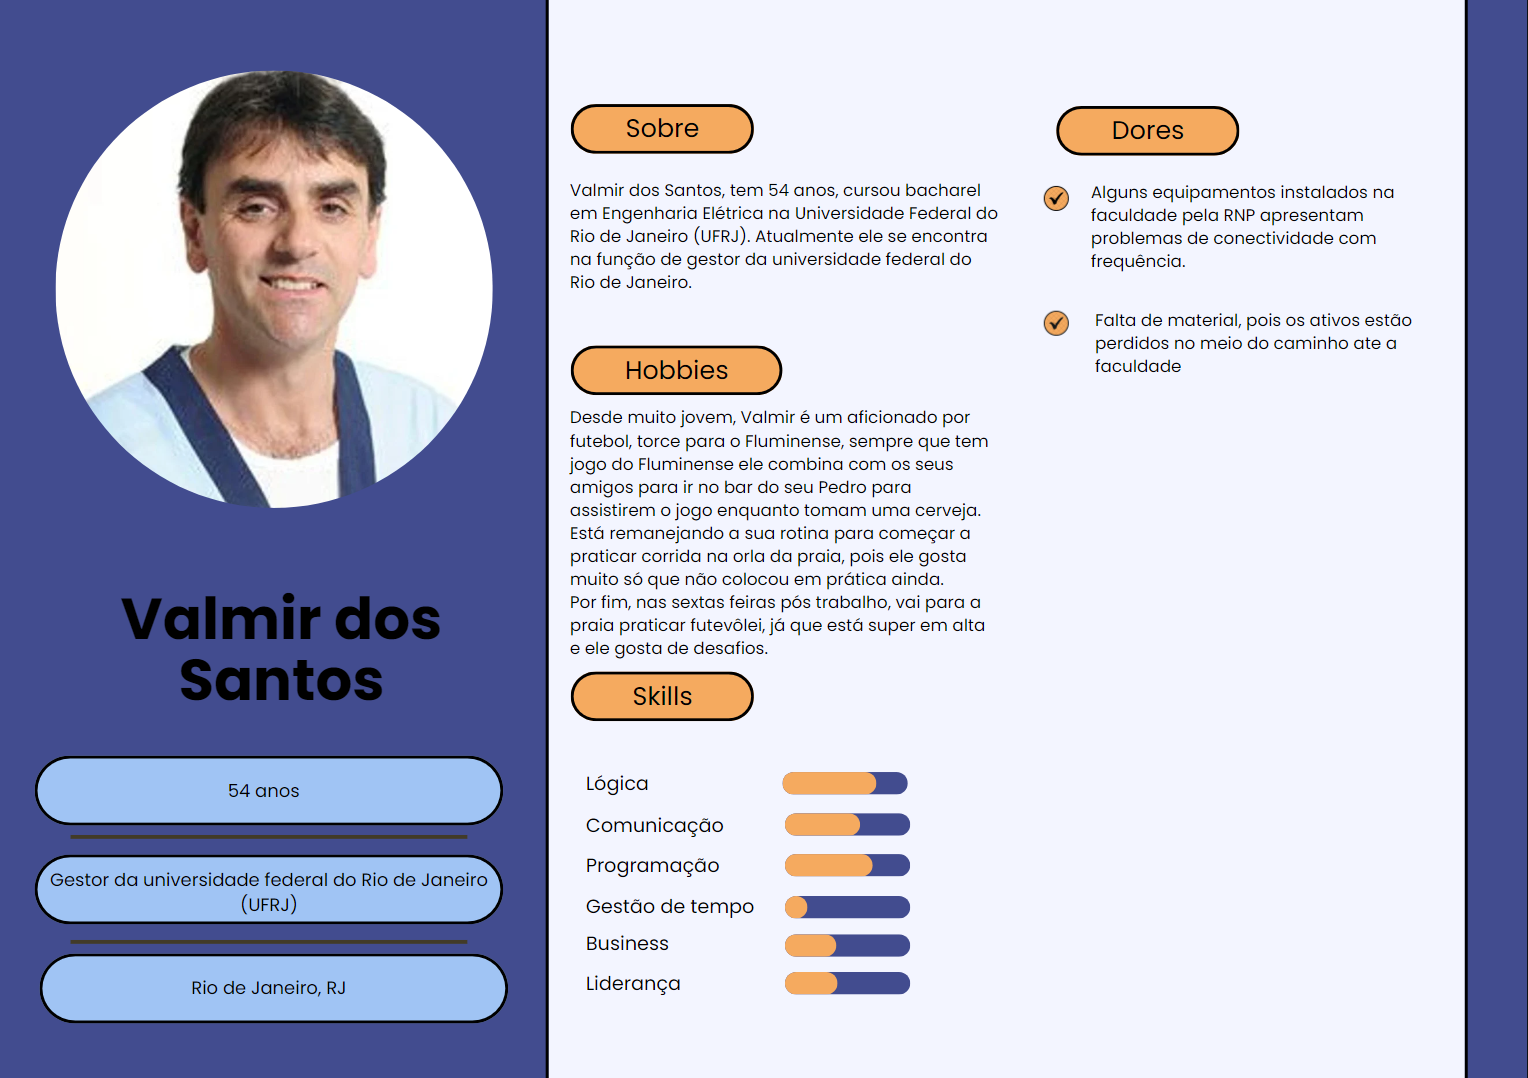 Valmir dos
Santos
54 anos
Gestor da universidade federal do Rio de Janeiro
(UFRJ)
Rio de Janeiro, RJ
Sobre
Valmir dos Santos, tem 54 anos, cursou bacharel
em Engenharia Elétrica na Universidade Federal do
Rio de Janeiro (UFRJ). Atualmente ele se encontra
na função de gestor da universidade federal do
Rio de Janeiro.
Hobbies
Desde muito jovem, Valmir é um aficionado por
futebol, torce para o Fluminense, sempre que tem
jogo do Fluminense ele combina com os seus
amigos para ir no bar do seu Pedro para
assistirem o jogo enquanto tomam uma cerveja.
Está remanejando a sua rotina para começar a
praticar corrida na orla da praia, pois ele gosta
muito só que não colocou em prática ainda.
Por fim, nas sextas feiras pós trabalho, vai para a
praia praticar futevôlei, já que está super em alta
e ele gosta de desafios.
Skills
Lógica
Comunicação
Programação
Gestão de tempo
Business
Liderança
Dores
Alguns equipamentos instalados na
faculdade pela RNP apresentam
problemas de conectividade com
frequência.
Falta de material, pois os ativos estão
perdidos no meio do caminho ate a
faculdade